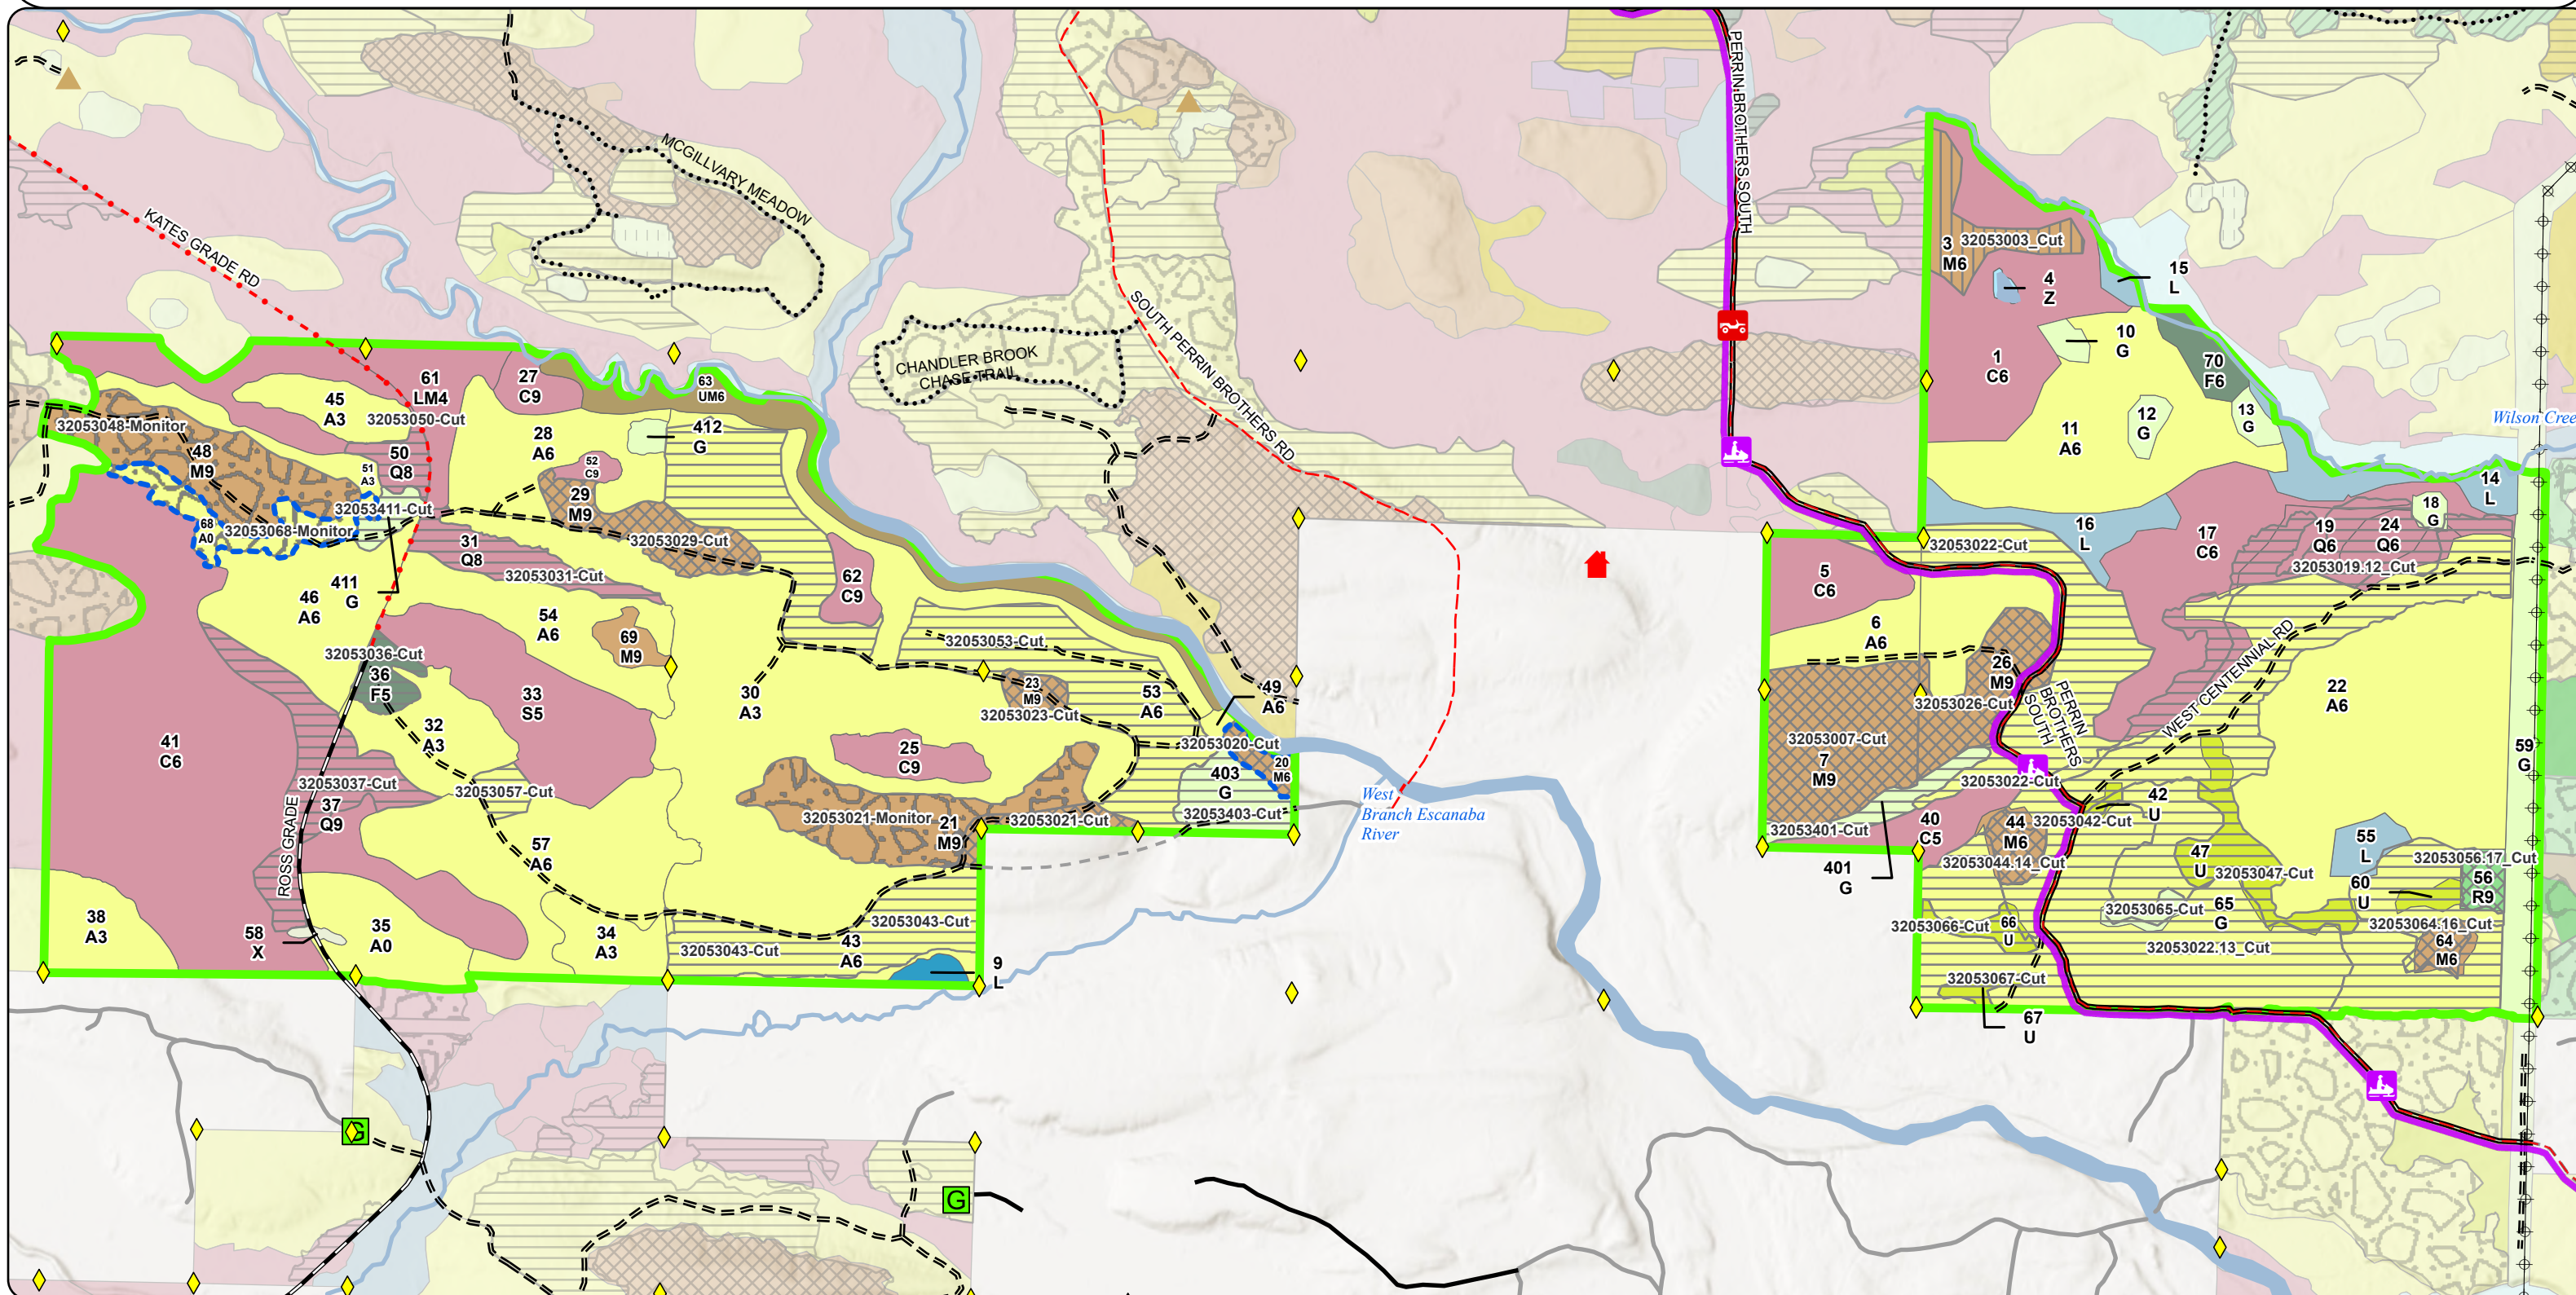 MCGILLVARY MEADOW
KATES GRADE RD
CHANDLER BROOK
CHASE TRAIL
SOUTH PERRIN BROTHERS RD
PERRIN BROTHERS SOUTH
61
LM4
27
C9
63
UM6
45
A3
32053050-Cut
32053048-Monitor
48
M9
50
Q8
51
A3
28
A6
412
G
52
C9
29
M9
32053411-Cut
68
A0
32053068-Monitor
32053029-Cut
31
Q8
32053031-Cut
411
G
46
A6
54
A6
69
M9
62
C9
32053053-Cut
32053036-Cut
36
F5
33
S5
30
A3
23
M9
32053023-Cut
53
A6
49
A6
32
A3
41
C6
25
C9
32053020-Cut
20
M6
403
G
32053403-Cut
32053037-Cut
37
Q9
32053057-Cut
32053021-Monitor
21
M9
32053021-Cut
57
A6
ROSS GRADE
38
A3
58
X
35
A0
34
A3
32053043-Cut
32053043-Cut
43
A6
9
L
West
Branch Escanaba
River
G
G
3
M6
32053003_Cut
4
Z
15
L
1
C6
10
G
70
F6
12
G
13
G
11
A6
Wilson Cree
14
L
18
G
16
L
17
C6
19
Q6
24
Q6
32053019.12_Cut
32053022-Cut
5
C6
6
A6
26
M9
32053026-Cut
PERRIN
BROTHERS
SOUTH
WEST CENTENNIAL RD
22
A6
32053007-Cut
7
M9
59
G
32053022-Cut
42
U
32053042-Cut
32053401-Cut
40
C5
44
M6
32053044.14_Cut
401
G
47
U
32053047-Cut
55
L
32053056.17_Cut
56
R9
60
U
32053065-Cut
65
G
32053066-Cut
66
U
32053064.16_Cut
64
M6
32053022.13_Cut
32053067-Cut
67
U